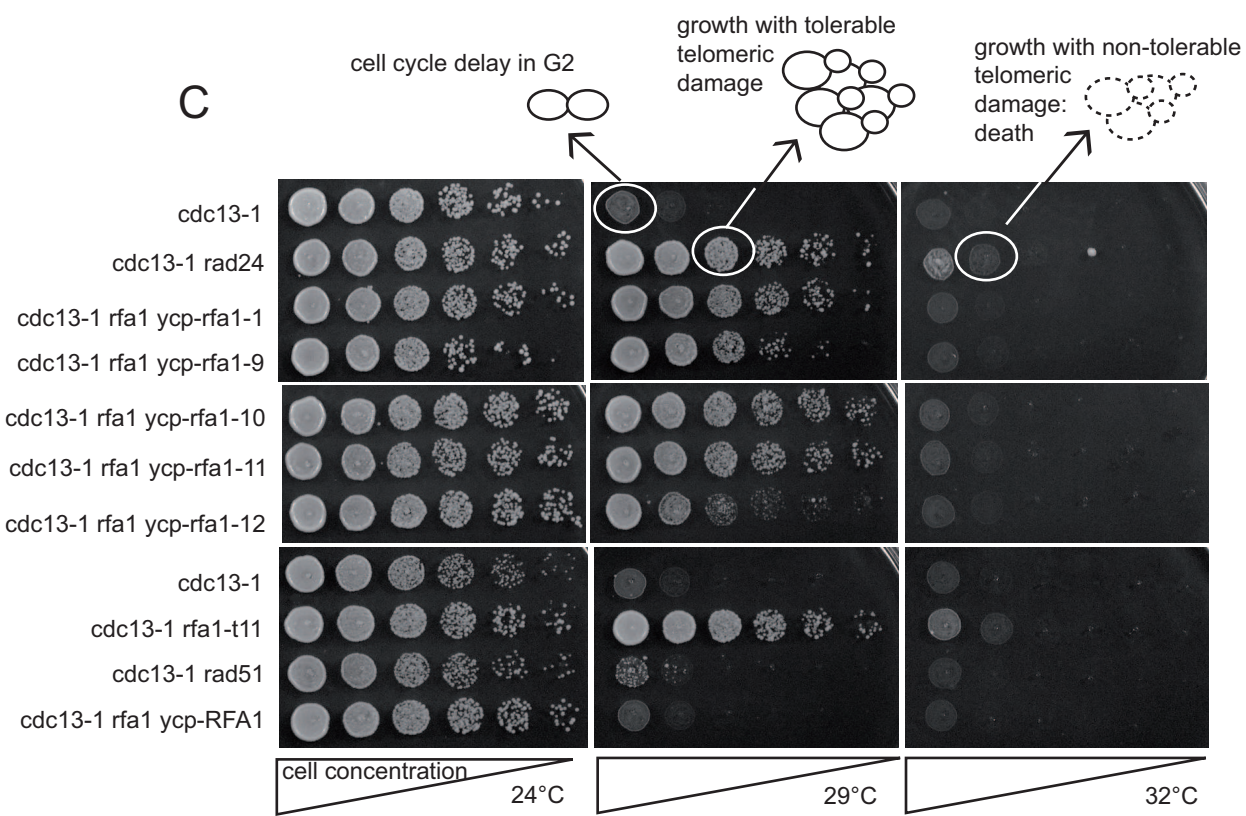 growth with tolerable
telomeric
damage
growth with non-tolerable
telomeric
damage:
death
cell cycle delay in G2
C
cdc13-1
cdc13-1 rad24
cdc13-1 rfa1 ycp-rfa1-1
cdc13-1 rfa1 ycp-rfa1-9
cdc13-1 rfa1 ycp-rfa1-10
cdc13-1 rfa1 ycp-rfa1-11
cdc13-1 rfa1 ycp-rfa1-12
cdc13-1
cdc13-1 rfa1-t11
cdc13-1 rad51
cdc13-1 rfa1 ycp-RFA1
cell concentration
24°C
29°C
32°C